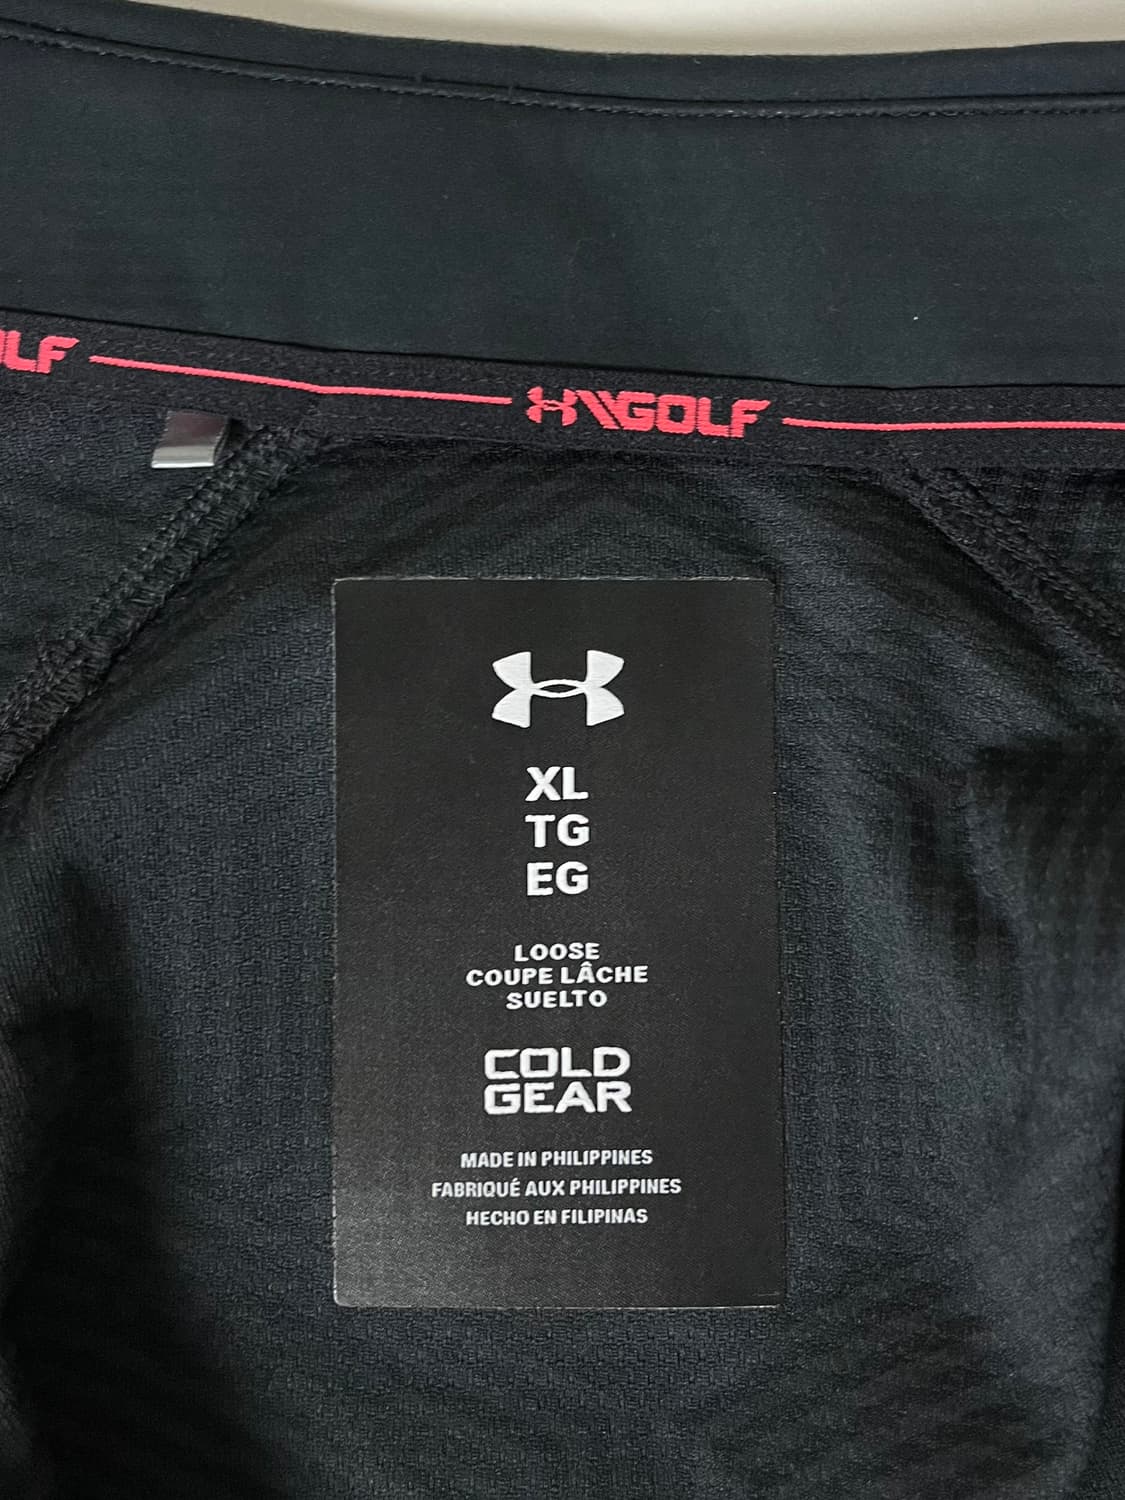 LF
GOLF
XL
TG
EG
LOOSE
COUPE LÂCHE
SUELTO
COLD
GEAR
MADE IN PHILIPPINES
FABRIQUÉ AUX PHILIPPINES
HECHO EN FILIPINAS